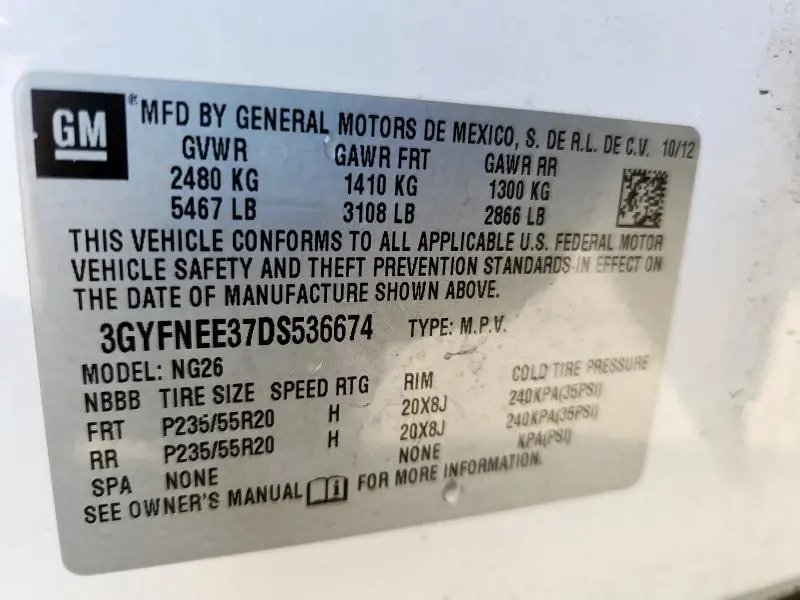 GM
® MFD BY GENERAL MOTORS DE MEXICO, S. DE R.L. DE C.V. 10/12
GVWR GAWR FRT GAWR RR
2480 KG 1410 KG 1300 KG
5467 LB 3108 LB 2866 LB
THIS VEHICLE CONFORMS TO ALL APPLICABLE U.S. FEDERAL MOTOR
VEHICLE SAFETY AND THEFT PREVENTION STANDARDS IN EFFECT ON
THE DATE OF MANUFACTURE SHOWN ABOVE.
3GYFNEE37DS536674 TYPE: M.P.V.
MODEL: NG26
NBBB TIRE SIZE SPEED RTG RIM COLD TIRE PRESSURE
FRT P235/55R20 H 20X8J 240KPA(35PSI)
RR P235/55R20 H 20X8J 240KPA(35PSI)
SPA NONE NONE KPA(PSI)
SEE OWNER'S MANUAL i FOR MORE INFORMATION.